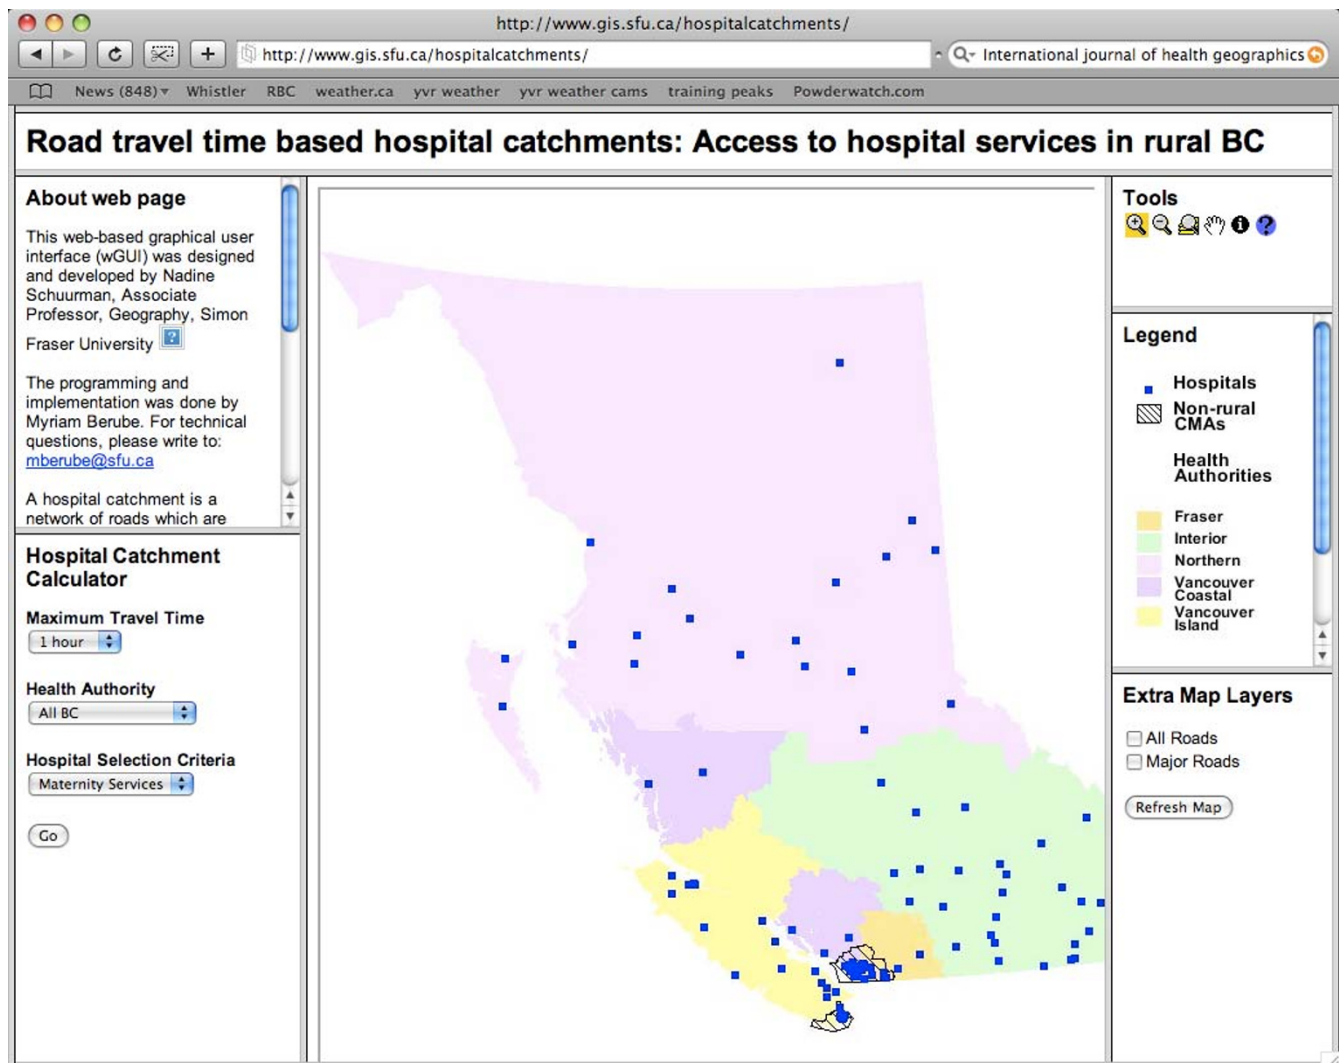 http://www.gis.sfu.ca/hospitalcatchments/
http://www.gis.sfu.ca/hospitalcatchments/
International journal of health geographics
News (848) Whistler RBC weather.ca yvr weather yvr weather cams training peaks Powderwatch.com
Road travel time based hospital catchments: Access to hospital services in rural BC
About web page
This web-based graphical user
interface (wGUI) was designed
and developed by Nadine
Schuurman, Associate
Professor, Geography, Simon
Fraser University
The programming and
implementation was done by
Myriam Berube. For technical
questions, please write to:
mberube@sfu.ca
A hospital catchment is a
network of roads which are
Hospital Catchment
Calculator
Maximum Travel Time
1 hour
Health Authority
All BC
Hospital Selection Criteria
Maternity Services
Go
Tools
Legend
Hospitals
Non-rural
CMAs
Health
Authorities
Fraser
Interior
Northern
Vancouver
Coastal
Vancouver
Island
Extra Map Layers
All Roads
Major Roads
Refresh Map